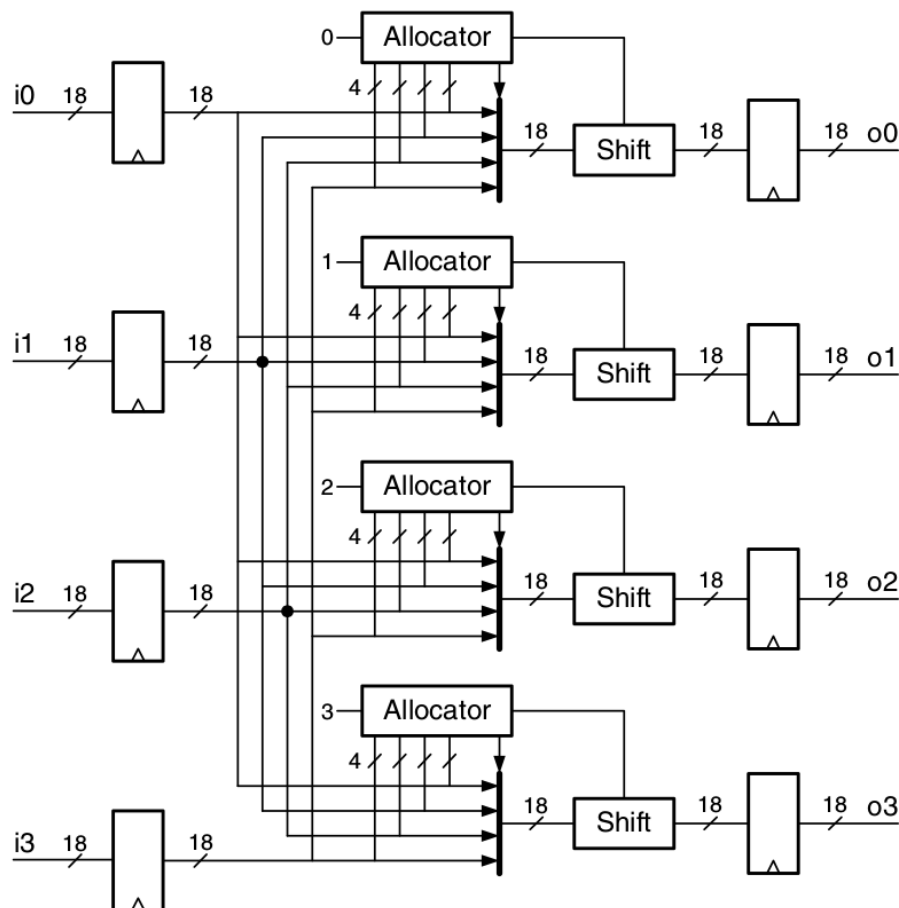 0 Allocator
i0 18 18 4 18 Shift 18 18 o0
1 Allocator
i1 18 18 4 18 Shift 18 18 o1
2 Allocator
i2 18 18 4 18 Shift 18 18 o2
3 Allocator
i3 18 18 4 18 Shift 18 18 o3